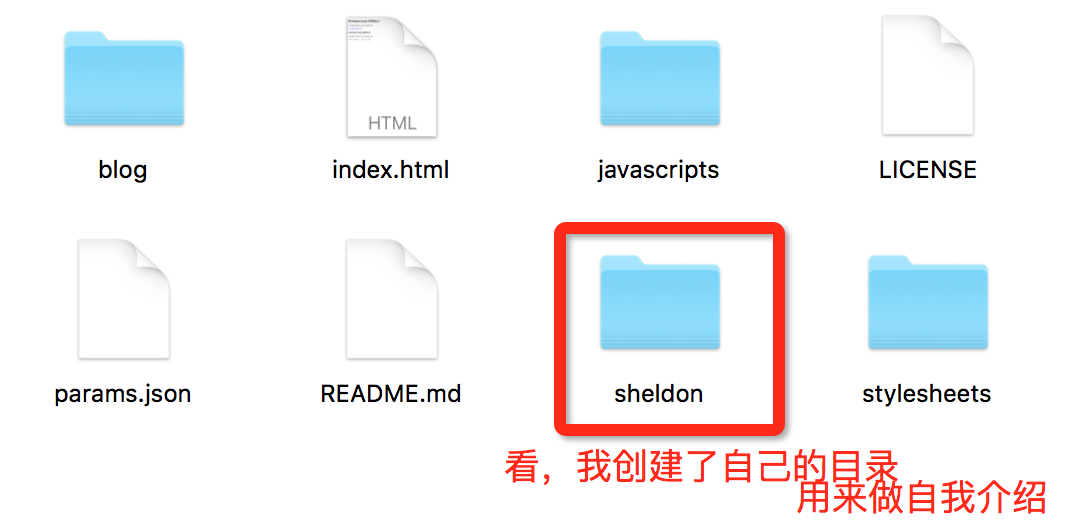 HTML
blog
index.html
javascripts
LICENSE
params.json
README.md
sheldon
stylesheets
看，我创建了自己的目录
用来做自我介绍